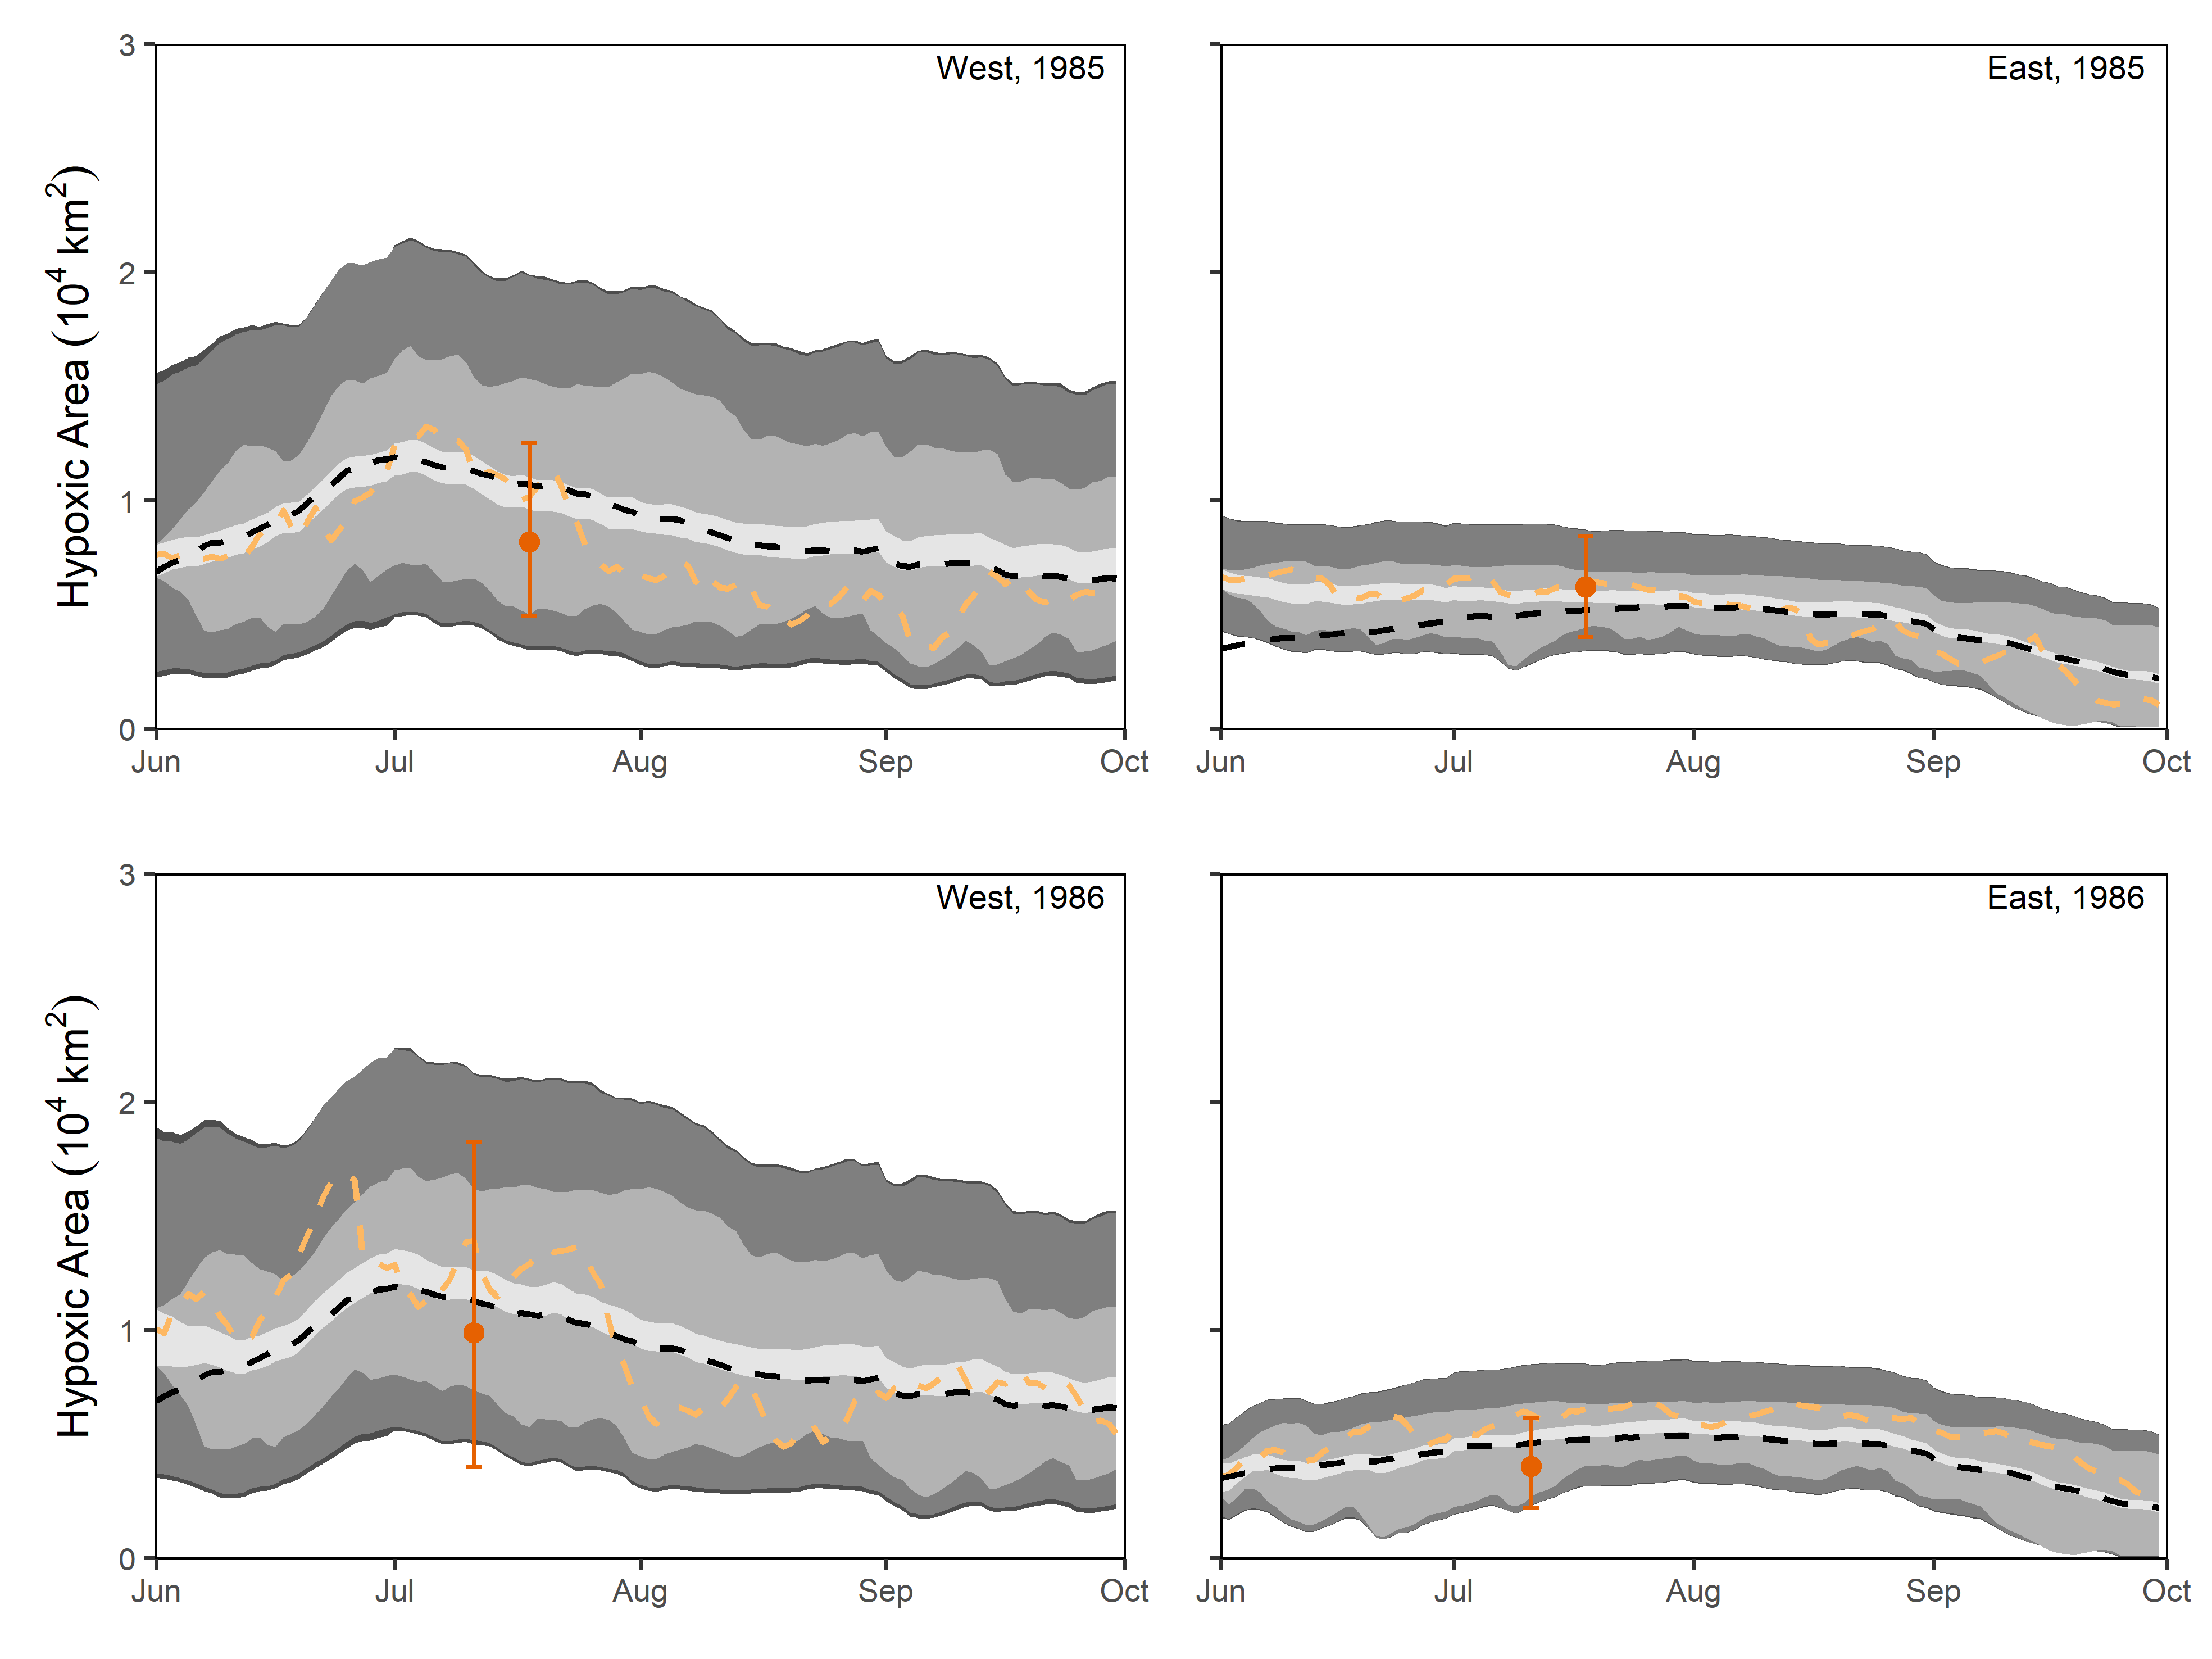 West, 1985
Hypoxic Area (10⁴ km²)
3
2
1
0
Jun Jul Aug Sep Oct
East, 1985
Jun Jul Aug Sep Oct
West, 1986
Hypoxic Area (10⁴ km²)
3
2
1
0
Jun Jul Aug Sep Oct
East, 1986
Jun Jul Aug Sep Oct